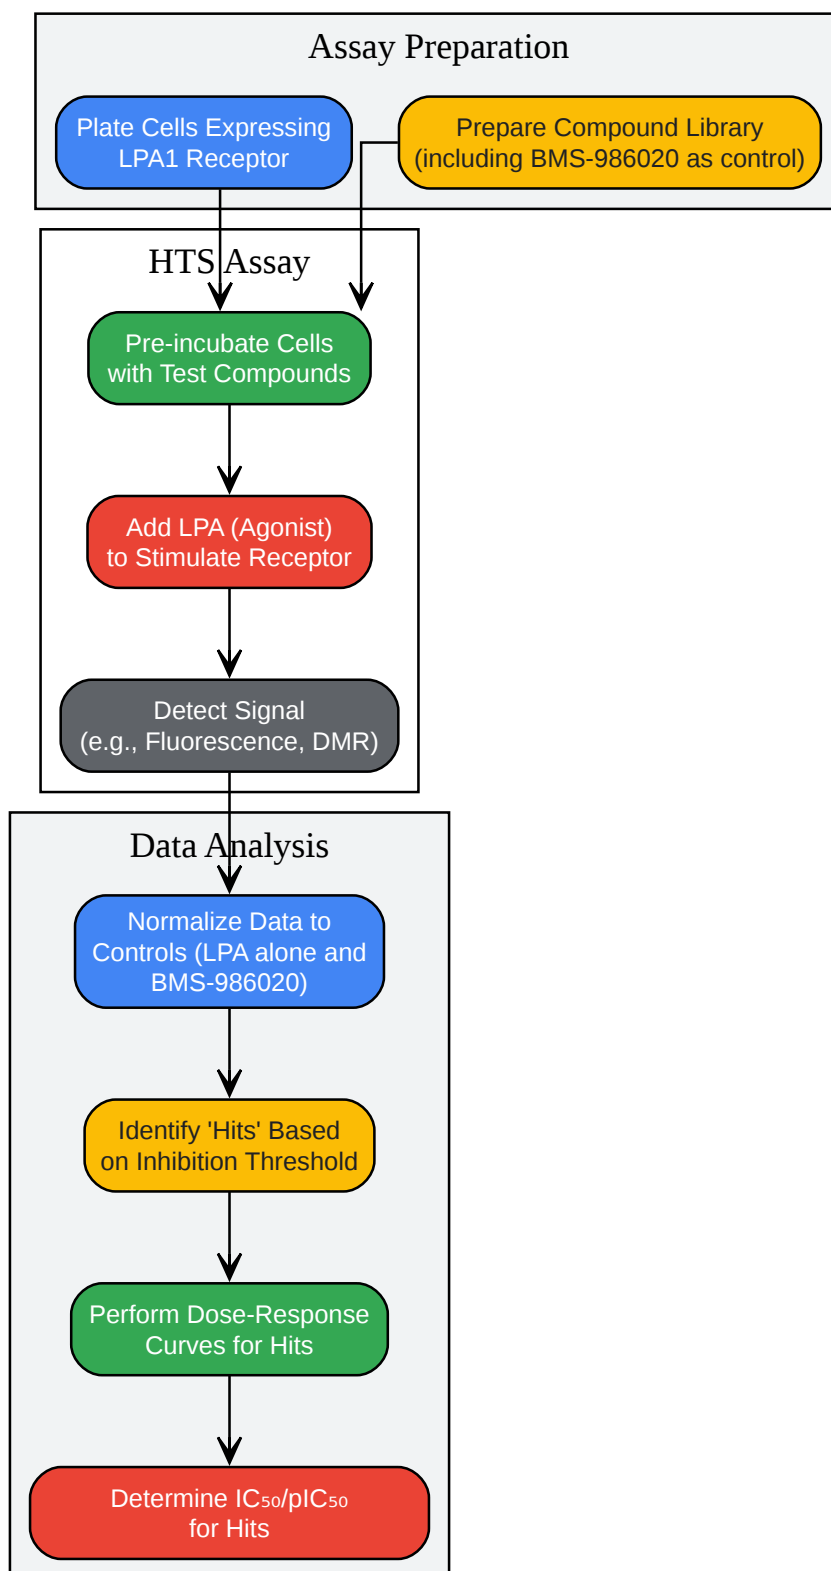 Assay Preparation
Plate Cells Expressing
LPA1 Receptor
Prepare Compound Library
(including BMS-986020 as control)
HTS Assay
Pre-incubate Cells
with Test Compounds
Add LPA (Agonist)
to Stimulate Receptor
Detect Signal
(e.g., Fluorescence, DMR)
Data Analysis
Normalize Data to
Controls (LPA alone and
BMS-986020)
Identify 'Hits' Based
on Inhibition Threshold
Perform Dose-Response
Curves for Hits
Determine IC₅₀/pIC₅₀
for Hits